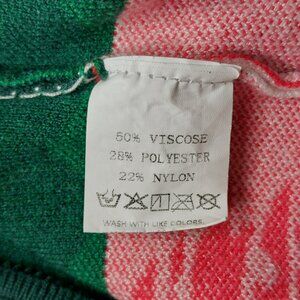 50% VISCOSE
28% POLYESTER
22% NYLON
WASH WITH LIKE COLORS.